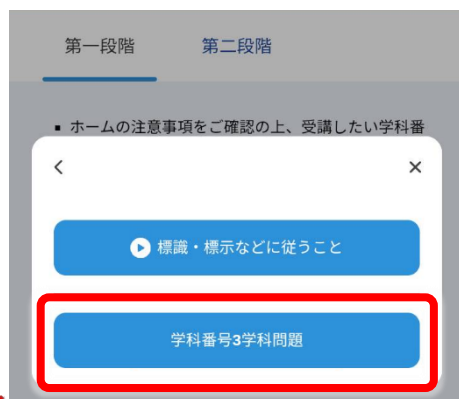 第一段階 第二段階
▪ ホームの注意事項をご確認の上、受講したい学科番
標識・標示などに従うこと
学科番号3学科問題